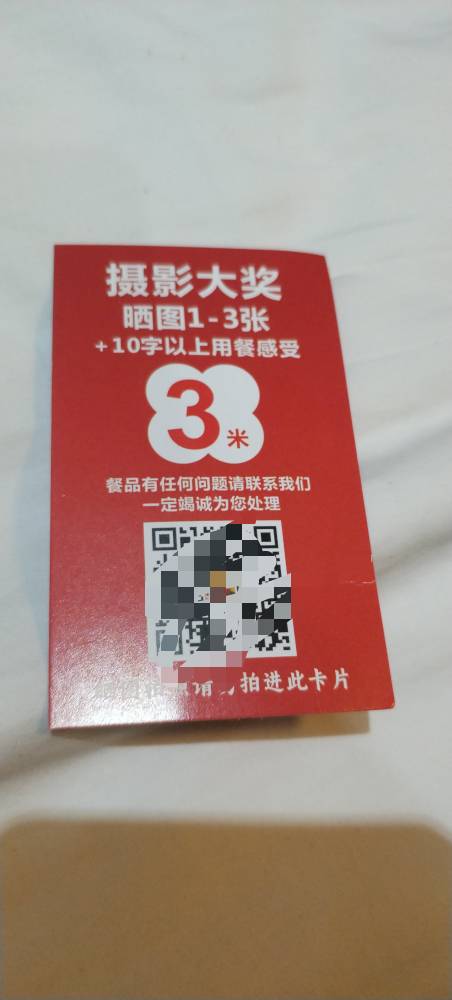 摄影大奖
晒图1-3张
+10字以上用餐感受
3米
餐品有任何问题请联系我们
一定竭诚为您处理
请勿拍进此卡片